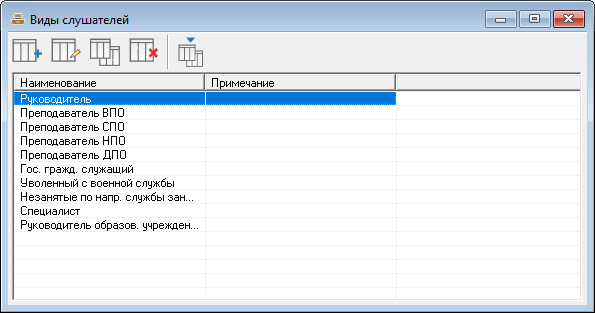 Виды слушателей
Наименование Примечание
Руководитель
Преподаватель ВПО
Преподаватель СПО
Преподаватель НПО
Преподаватель ДПО
Гос. гражд. служащий
Уволенный с военной службы
Незанятые по напр. службы зан...
Специалист
Руководитель образов. учрежден...